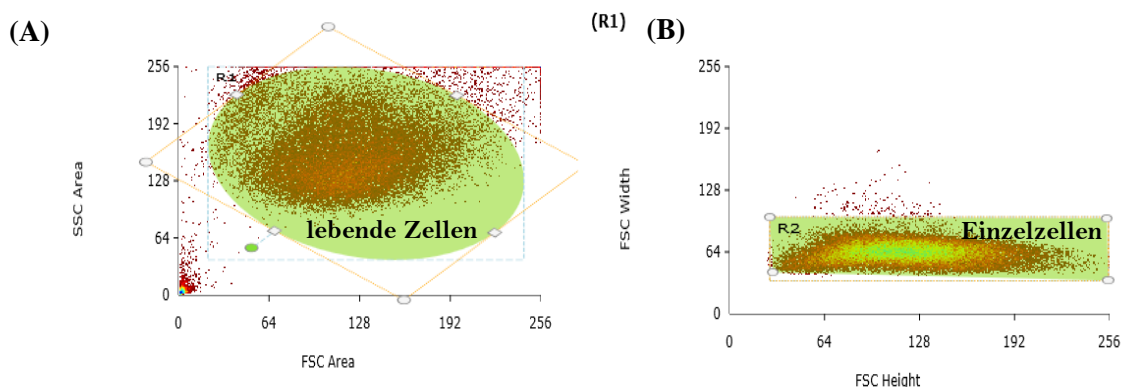 (A)
SSC Area
256
192
128
64
0
R1
lebende Zellen
0 64 128 192 256
FSC Area
(R1)
(B)
FSC Width
256
192
128
64
0
R2
Einzelzellen
0 64 128 192 256
FSC Height